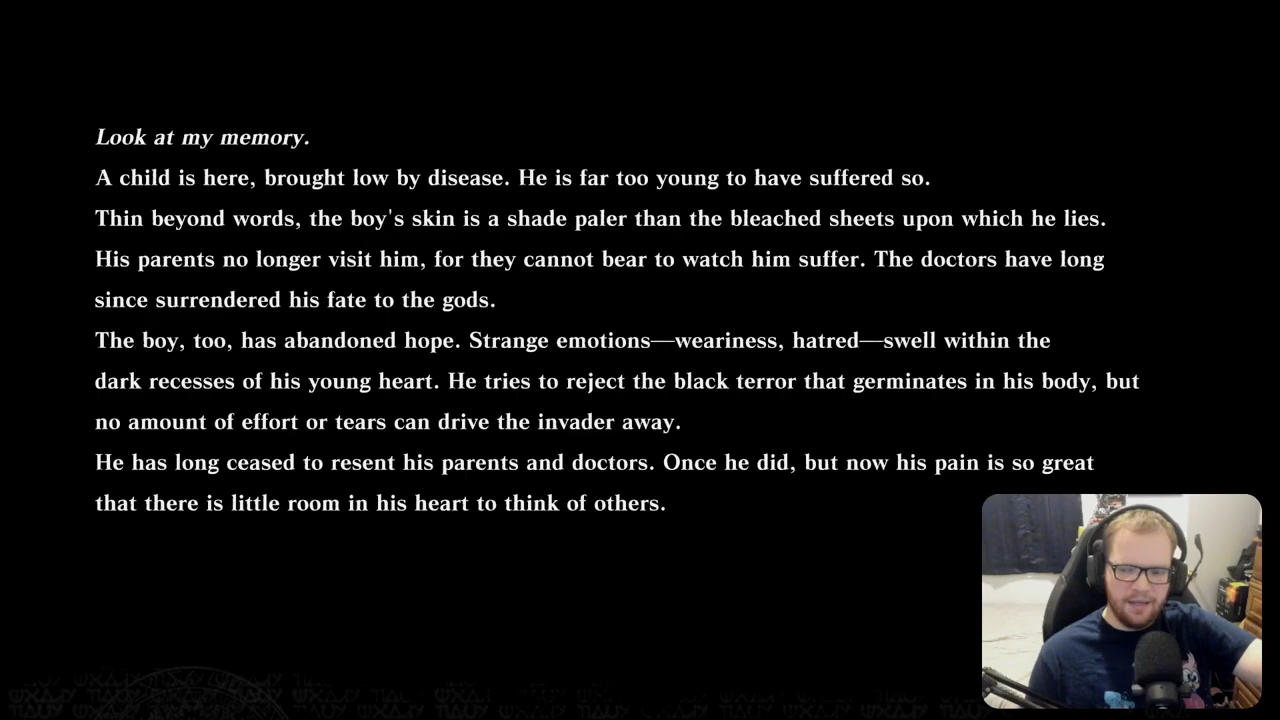 Look at my memory.
A child is here, brought low by disease. He is far too young to have suffered so.
Thin beyond words, the boy's skin is a shade paler than the bleached sheets upon which he lies.
His parents no longer visit him, for they cannot bear to watch him suffer. The doctors have long
since surrendered his fate to the gods.
The boy, too, has abandoned hope. Strange emotions—weariness, hatred—swell within the
dark recesses of his young heart. He tries to reject the black terror that germinates in his body, but
no amount of effort or tears can drive the invader away.
He has long ceased to resent his parents and doctors. Once he did, but now his pain is so great
that there is little room in his heart to think of others.